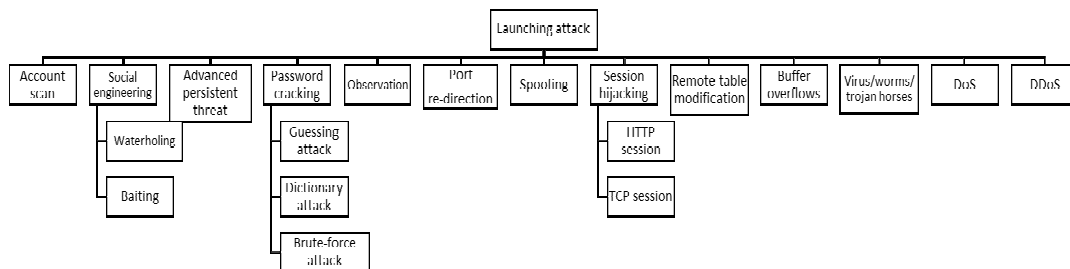 Launching attack
Account
scan
Social
engineering
Advanced
persistent
threat
Password
cracking
Observation
Port
re-direction
Spoofing
Session
hijacking
Remote table
modification
Buffer
overflows
Virus/worms/
trojan horses
DoS
DDoS
Waterholing
Baiting
Guessing
attack
Dictionary
attack
Brute-force
attack
HTTP
session
TCP session